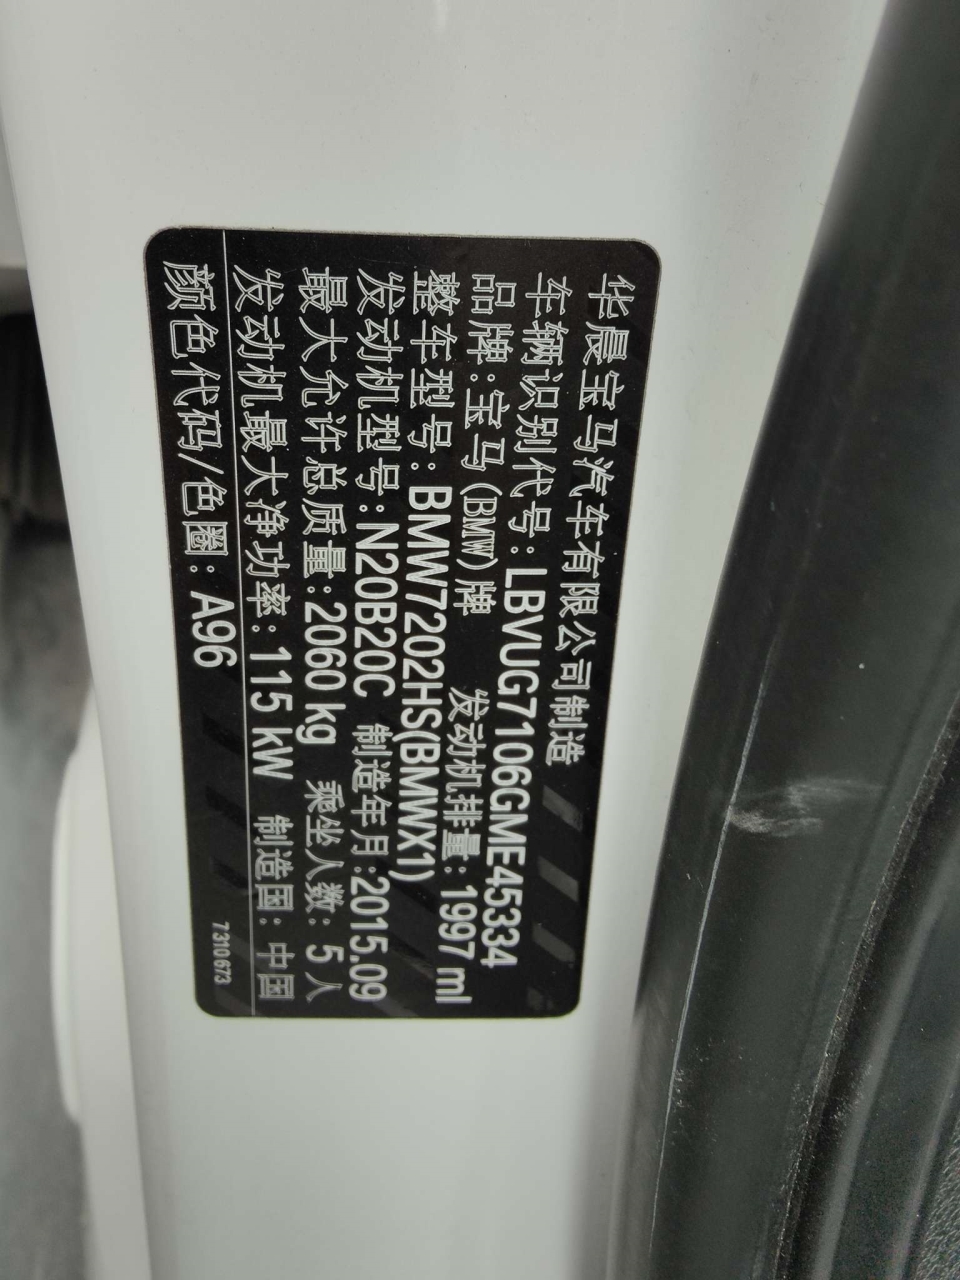 华晨宝马汽车有限公司制造
车辆识别代号:LBVUG7106GME45334
品牌:宝马(BMW)牌 发动机排量:1997 ml
整车型号:BMW7202HS(BMWX1)
发动机型号:N20B20C 制造年月:2015.09
最大允许总质量:2060 kg 乘坐人数:5人
发动机最大净功率:115 kW 制造国:中国
颜色代码/色圈:A96 7310673